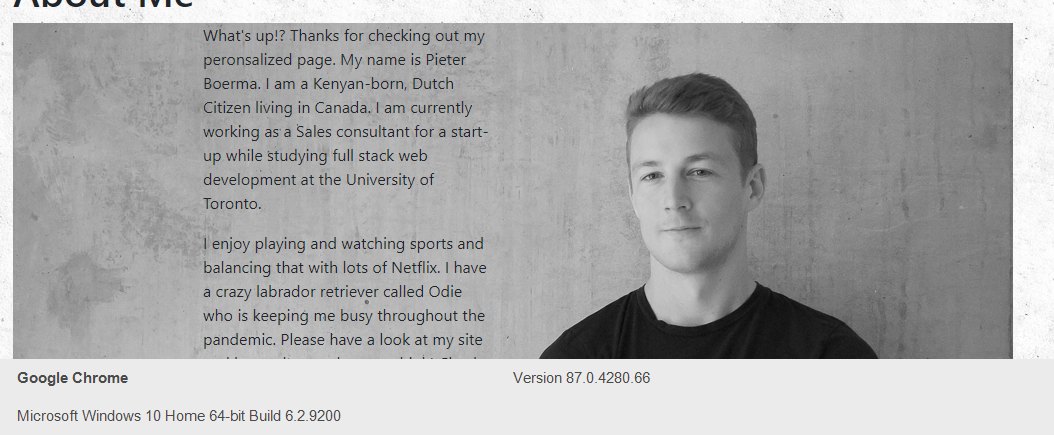 About Me
What's up!? Thanks for checking out my
peronsalized page. My name is Pieter
Boerma. I am a Kenyan-born, Dutch
Citizen living in Canada. I am currently
working as a Sales consultant for a start-
up while studying full stack web
development at the University of
Toronto.
I enjoy playing and watching sports and
balancing that with lots of Netflix. I have
a crazy labrador retriever called Odie
who is keeping me busy throughout the
pandemic. Please have a look at my site
Google Chrome
Version 87.0.4280.66
Microsoft Windows 10 Home 64-bit Build 6.2.9200